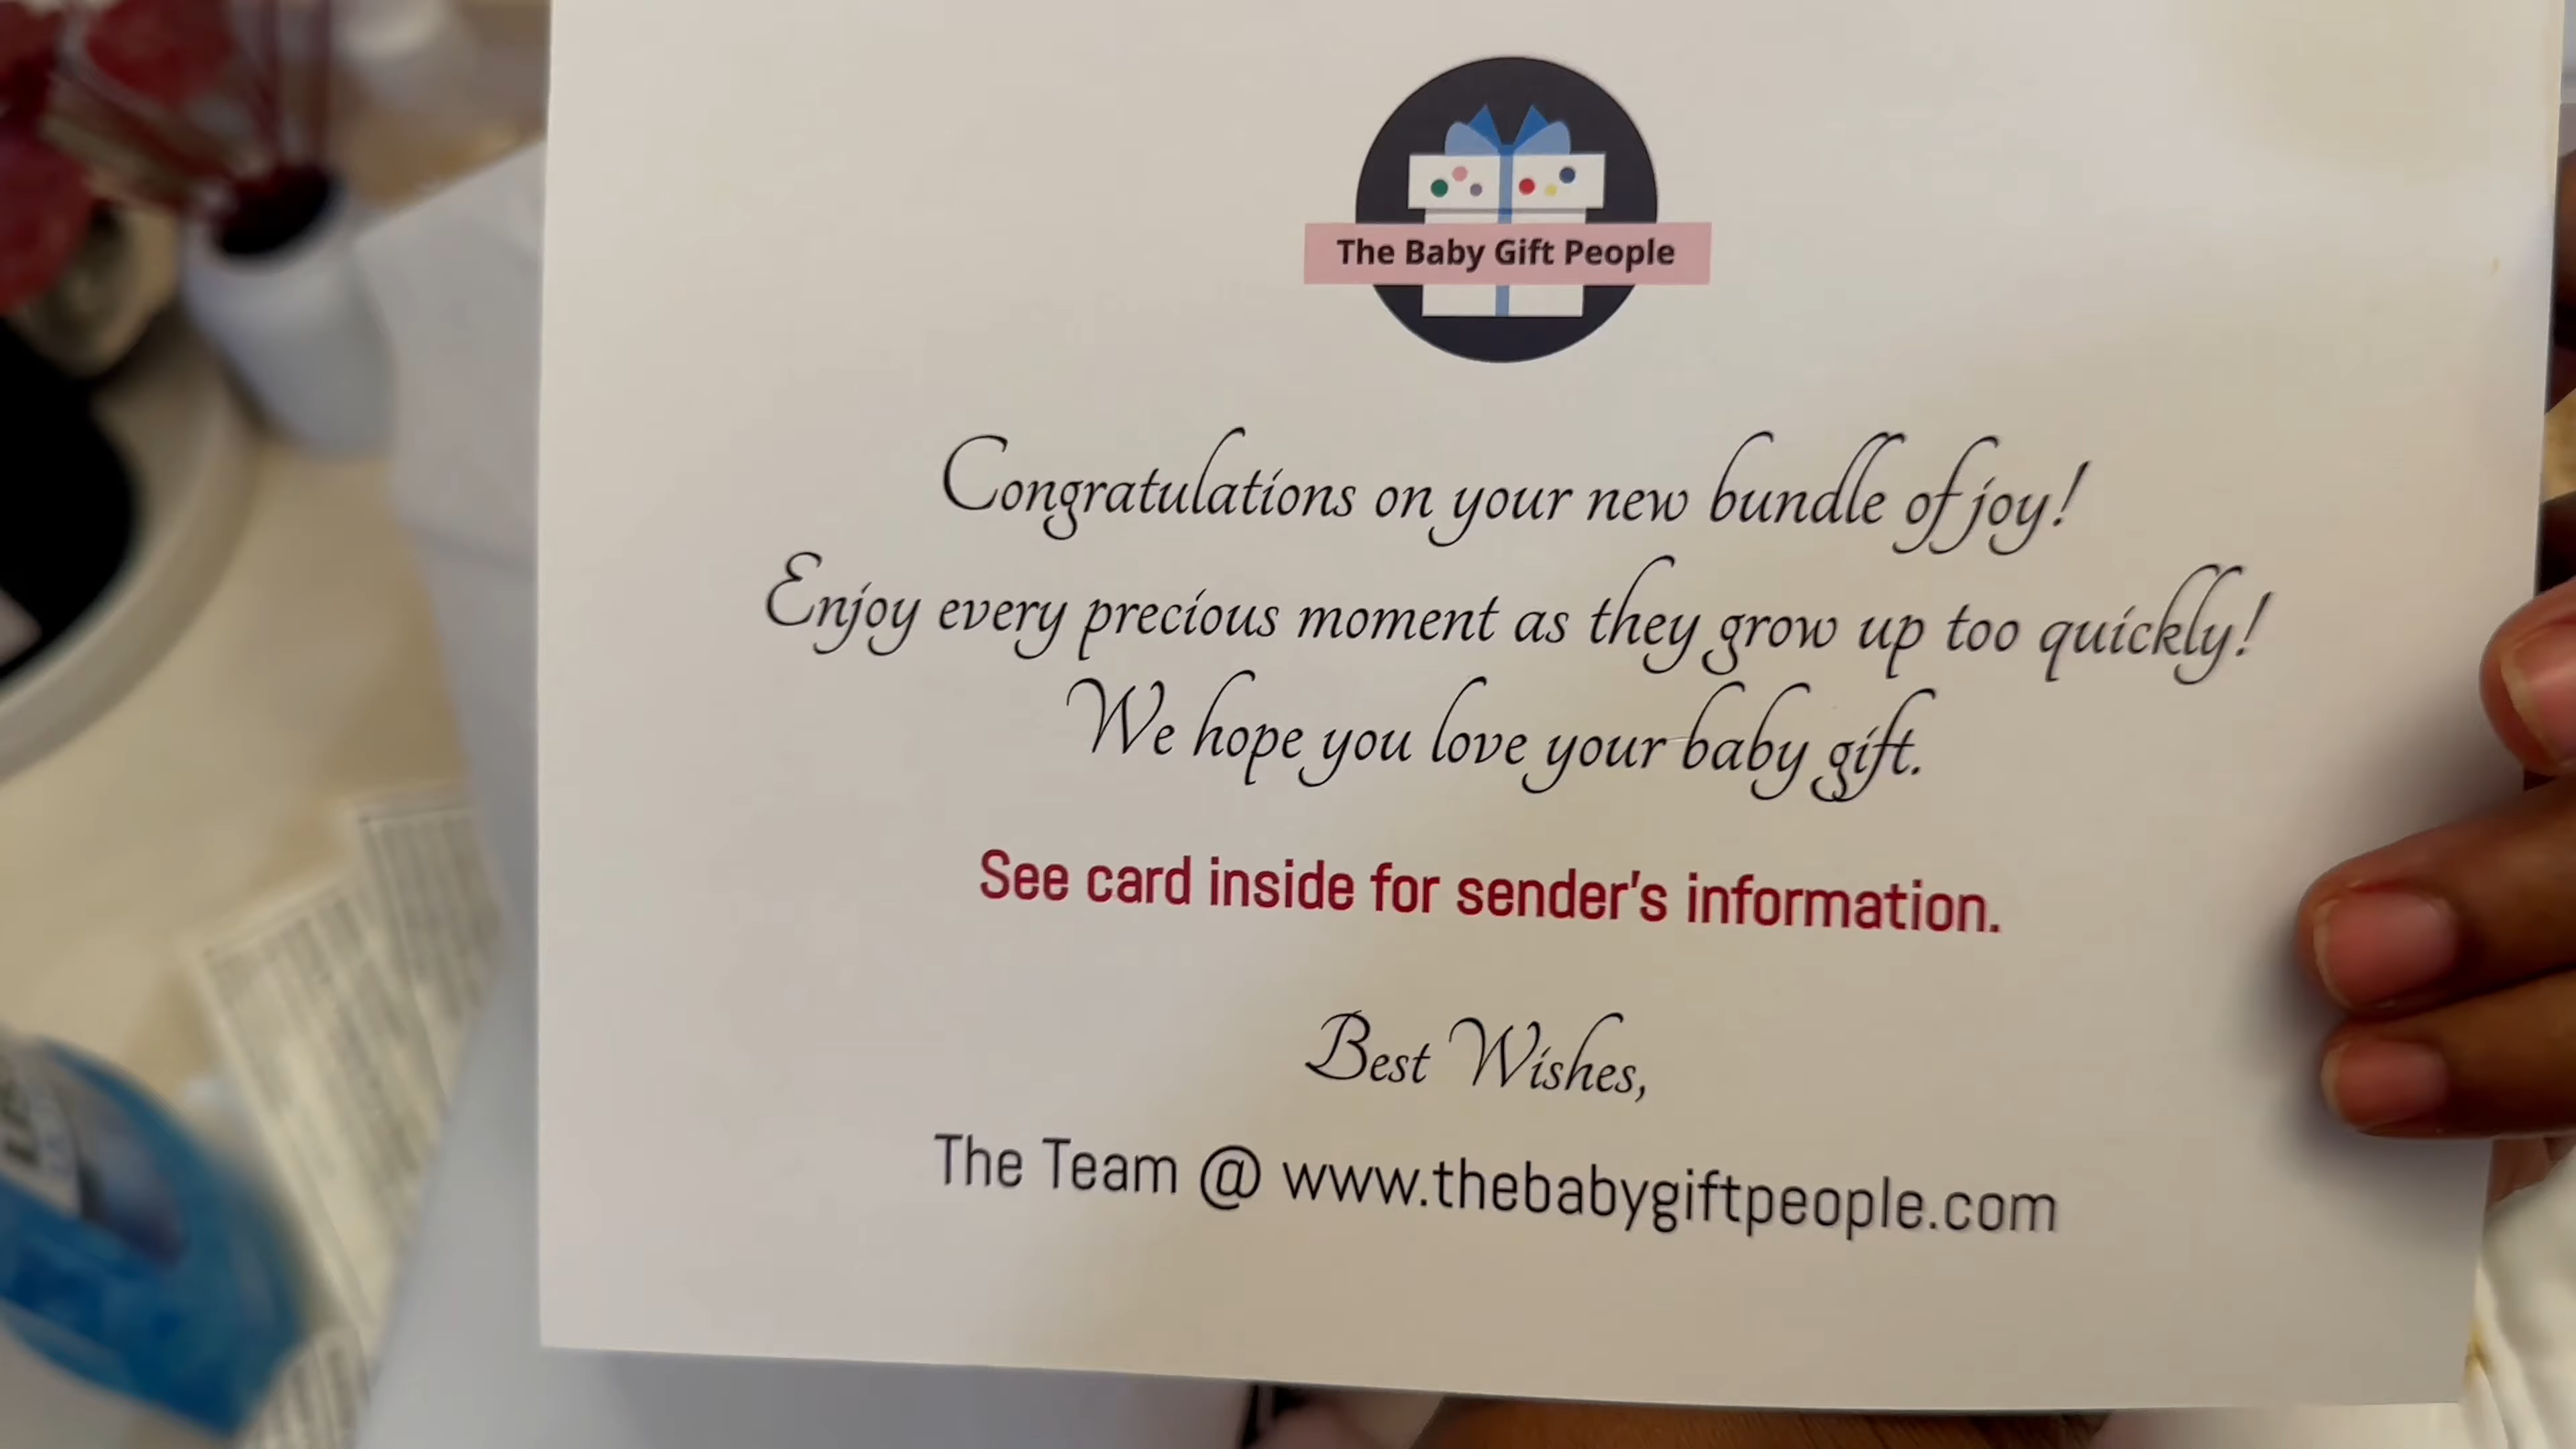 The Baby Gift People
Congratulations on your new bundle of joy!
Enjoy every precious moment as they grow up too quickly!
We hope you love your baby gift.
See card inside for sender's information.
Best Wishes,
The Team @ www.thebabygiftpeople.com